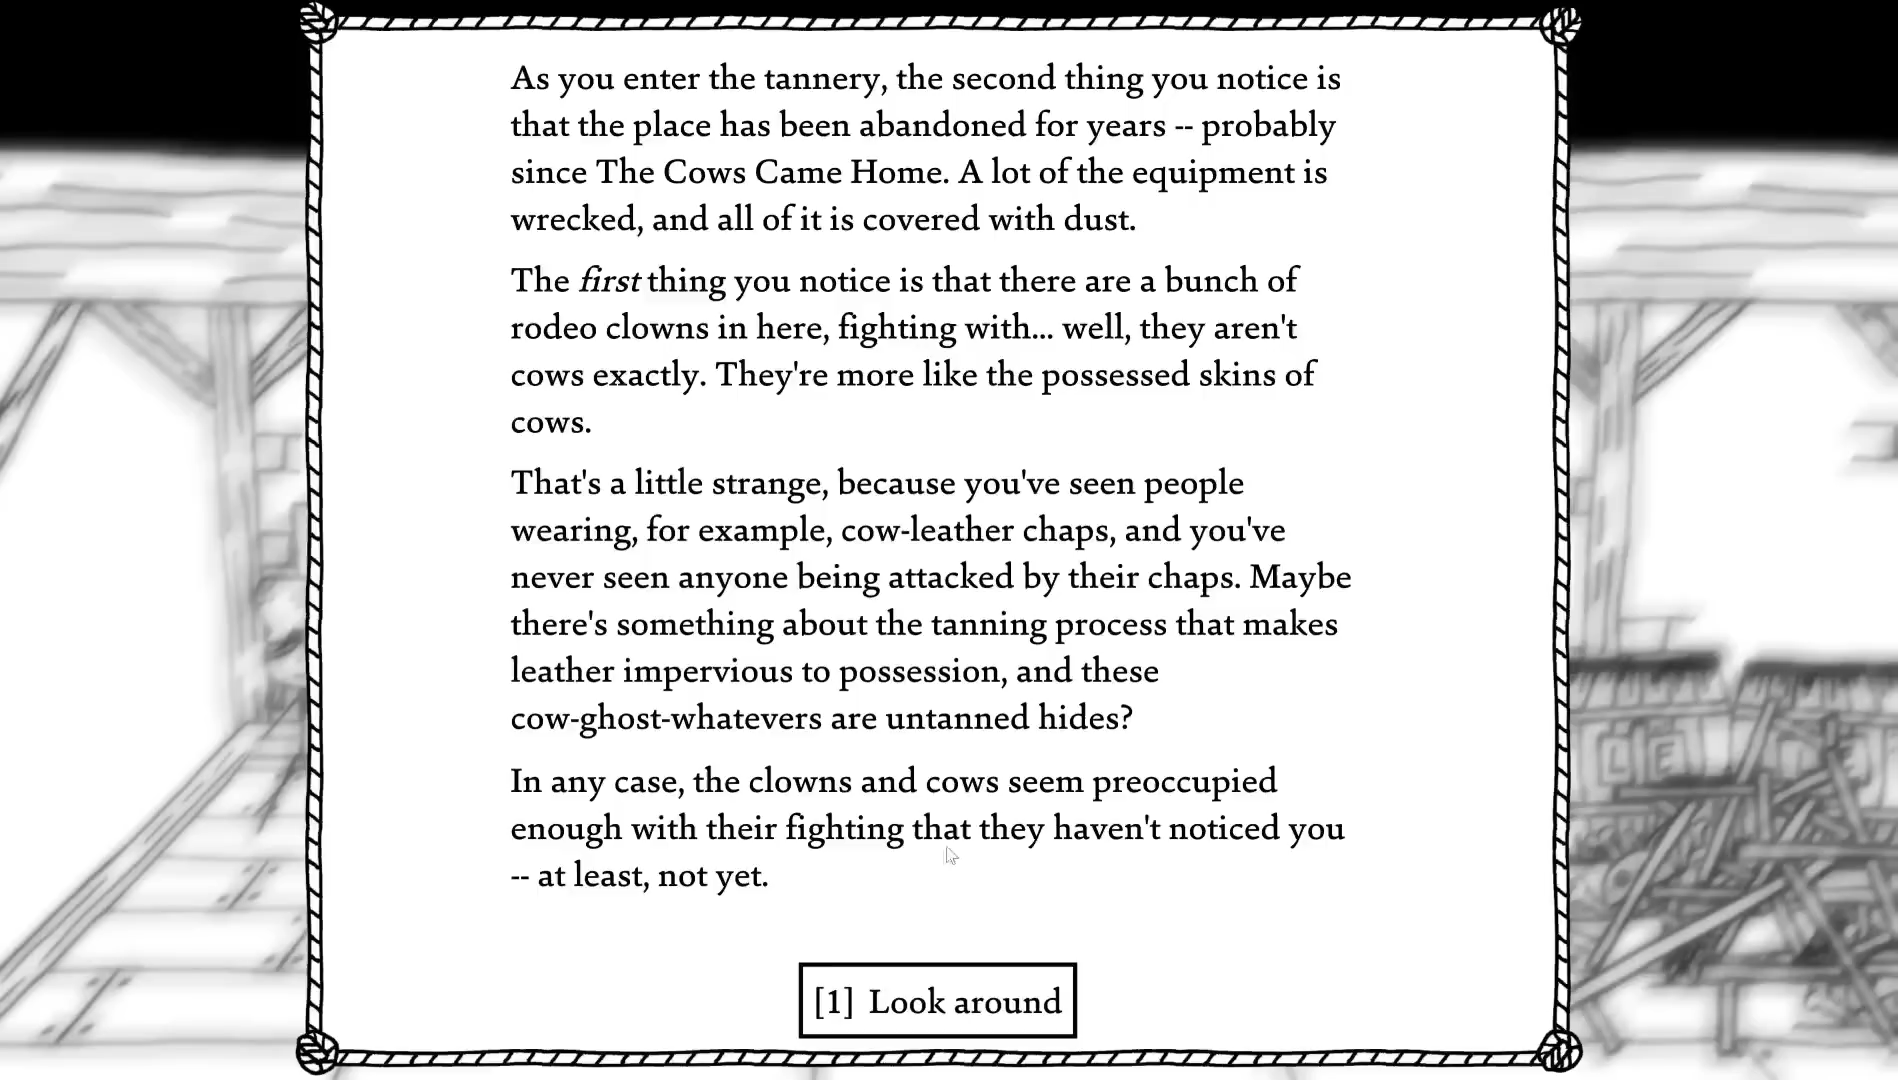 As you enter the tannery, the second thing you notice is
that the place has been abandoned for years -- probably
since The Cows Came Home. A lot of the equipment is
wrecked, and all of it is covered with dust.
The first thing you notice is that there are a bunch of
rodeo clowns in here, fighting with... well, they aren't
cows exactly. They're more like the possessed skins of
cows.
That's a little strange, because you've seen people
wearing, for example, cow-leather chaps, and you've
never seen anyone being attacked by their chaps. Maybe
there's something about the tanning process that makes
leather impervious to possession, and these
cow-ghost-whatevers are untanned hides?
In any case, the clowns and cows seem preoccupied
enough with their fighting that they haven't noticed you
-- at least, not yet.
[1] Look around